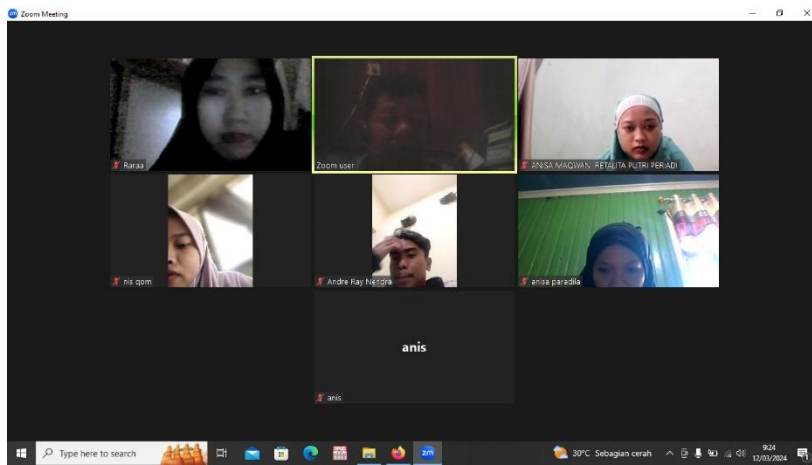 Zoom Meeting
Raraa
Zoom user
ANISA MAQWAN RETALITA PUTRI PERIADI
nis qom
Andre Ray Nendra
anisa paradila
anis
anis
Type here to search
30°C Sebagian cerah
9:24
12/03/2024